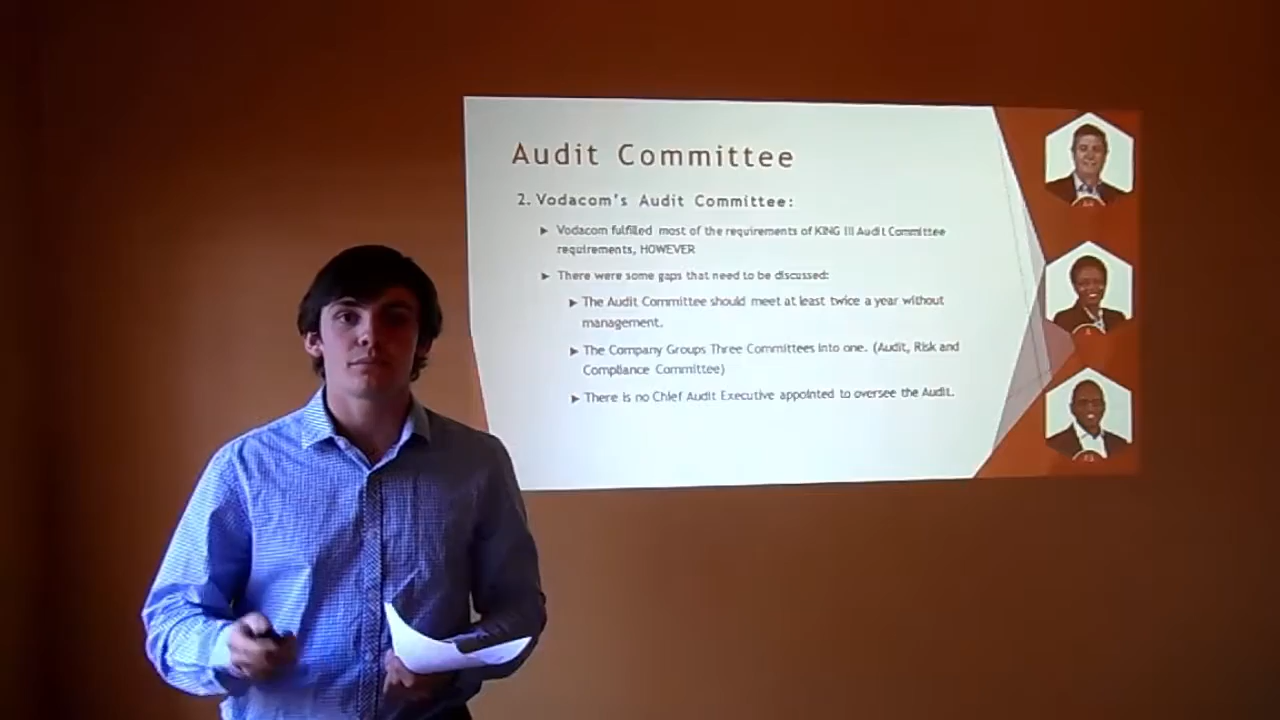 Audit Committee
2. Vodacom's Audit Committee:
Vodacom fulfilled most of the requirements of KING III Audit Committee
requirements, HOWEVER
There were some gaps that need to be discussed:
The Audit Committee should meet at least twice a year without
management.
The Company Groups Three Committees into one. (Audit, Risk and
Compliance Committee)
There is no Chief Audit Executive appointed to oversee the Audit.